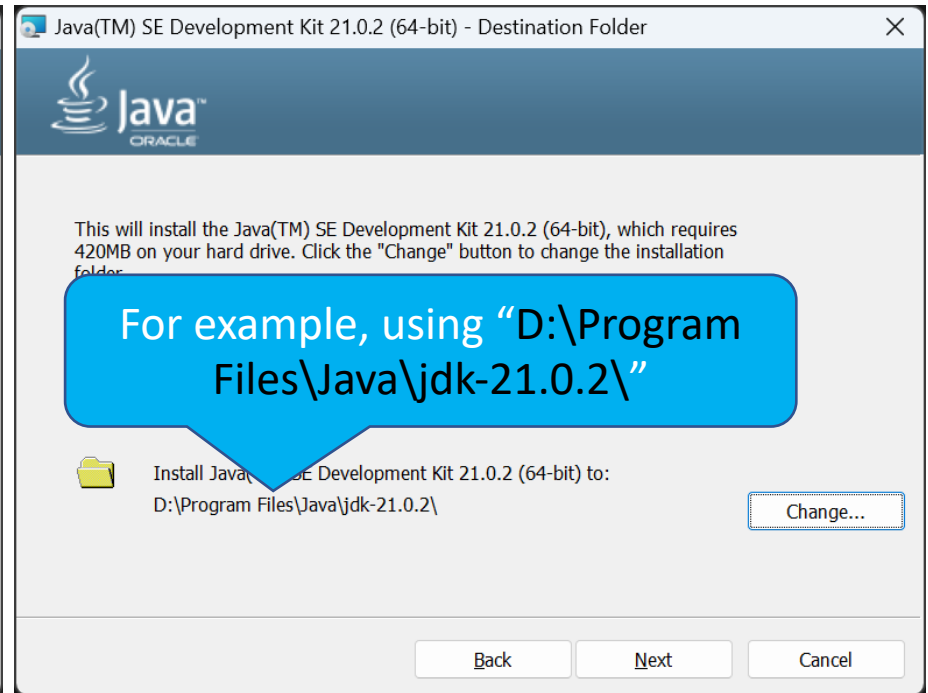 Java(TM) SE Development Kit 21.0.2 (64-bit) - Destination Folder
Java™
ORACLE
This will install the Java(TM) SE Development Kit 21.0.2 (64-bit), which requires
420MB on your hard drive. Click the "Change" button to change the installation
folder
For example, using “D:\Program
Files\Java\jdk-21.0.2\”
Install Java( SE Development Kit 21.0.2 (64-bit) to:
D:\Program Files\Java\jdk-21.0.2\
Change...
Back
Next
Cancel